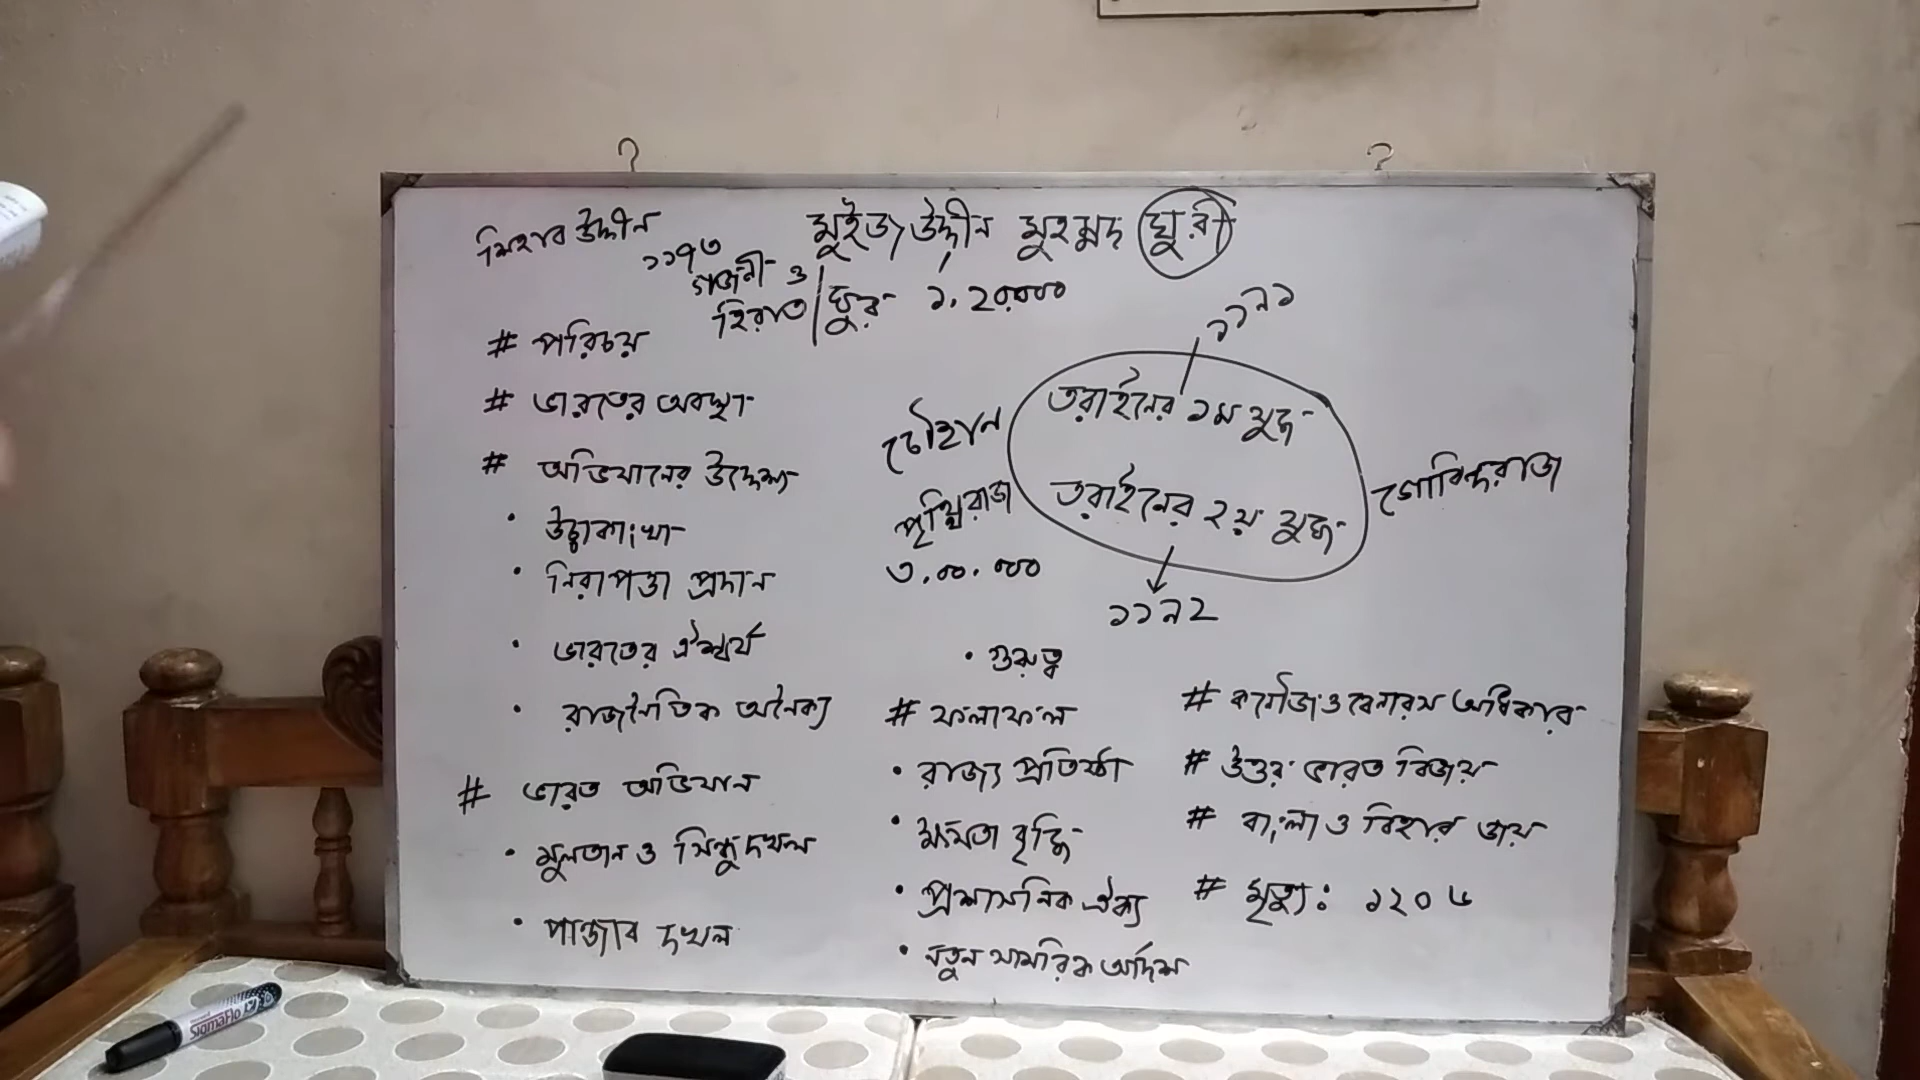 শিহাব উদ্দীন
মুইজ উদ্দীন মুহম্মদ ঘুরী
১১৭৩
গজনী ও
হিরাত / ঘুর
১,২০০০০
# পরিচয়
# ভারতের অবস্থা
# অভিযানের উদ্দেশ্য
• উচ্চাকাংখা
• নিরাপত্তা প্রদান
• ভারতের ঐশ্বর্য
• রাজনৈতিক অনৈক্য
# ভারত অভিযান
• মুলতান ও সিন্ধু দখল
• পাঞ্জাব দখল
১১৯১
তরাইনের ১ম যুদ্ধ
তরাইনের ২য় যুদ্ধ
১১৯২
চৌহান
পৃথ্বিরাজ
৩,০০,০০০
গোবিন্দরাজ
• গুরুত্ব
# ফলাফল
• রাজ্য প্রতিষ্ঠা
• ক্ষমতা বৃদ্ধি
• প্রশাসনিক ঐক্য
• নতুন সামরিক আদর্শ
# কনৌজ ও বেনারস অধিকার
# উত্তর ভারত বিজয়
# বাংলা ও বিহার জয়
# মৃত্যু: ১২০৬
SigmaFlo